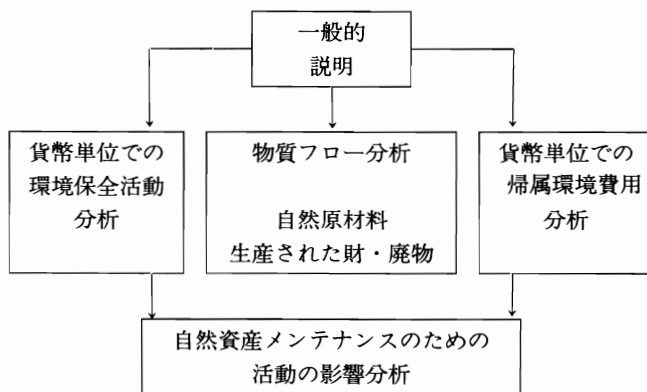 一般的
説明
貨幣単位での
環境保全活動
分析
物質フロー分析
自然原材料
生産された財・廃物
貨幣単位での
帰属環境費用
分析
自然資産メンテナンスのための
活動の影響分析